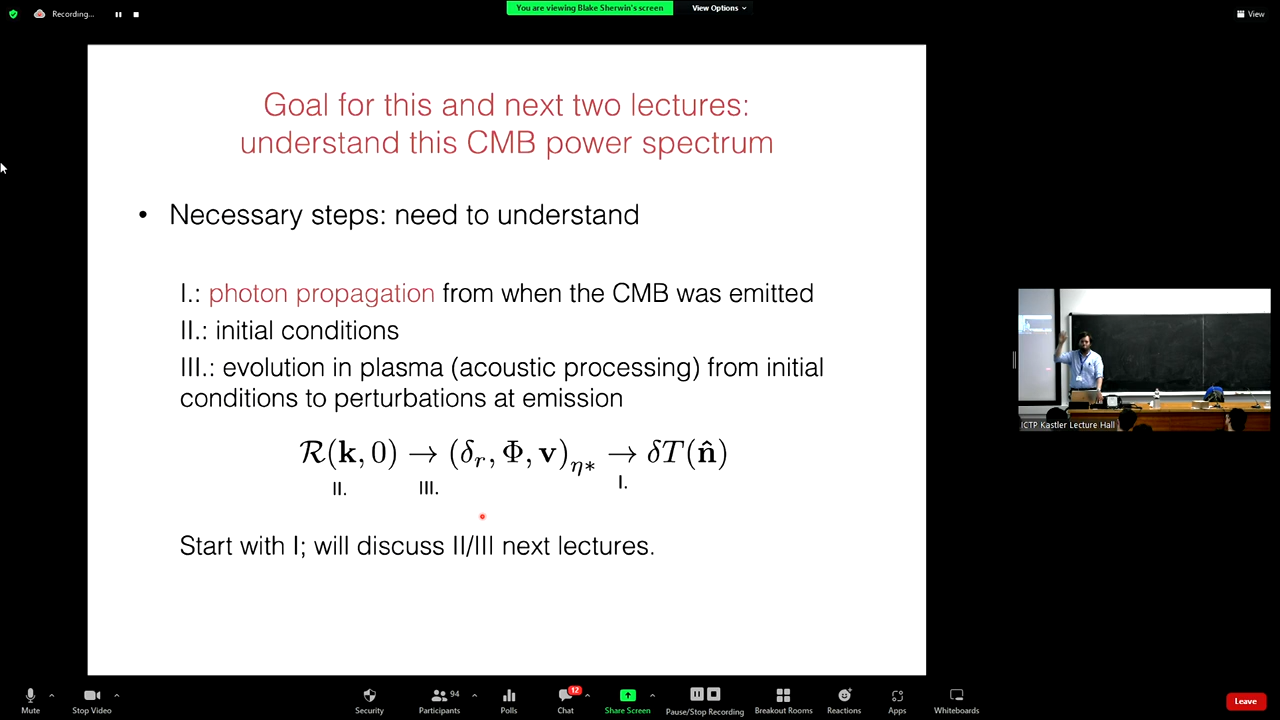 Recording...
You are viewing Blake Sherwin's screen
View Options
View
Goal for this and next two lectures:
understand this CMB power spectrum
• Necessary steps: need to understand
I.: photon propagation from when the CMB was emitted
II.: initial conditions
III.: evolution in plasma (acoustic processing) from initial
conditions to perturbations at emission
ℛ(𝐤, 0) → (δ_r, Φ, 𝐯)_{η*} → δT(𝐧̂)
II. III. I.
Start with I; will discuss II/III next lectures.
ICTP Kastler Lecture Hall
94
12
Mute
Stop Video
Security
Participants
Polls
Chat
Share Screen
Pause/Stop Recording
Breakout Rooms
Reactions
Apps
Whiteboards
Leave